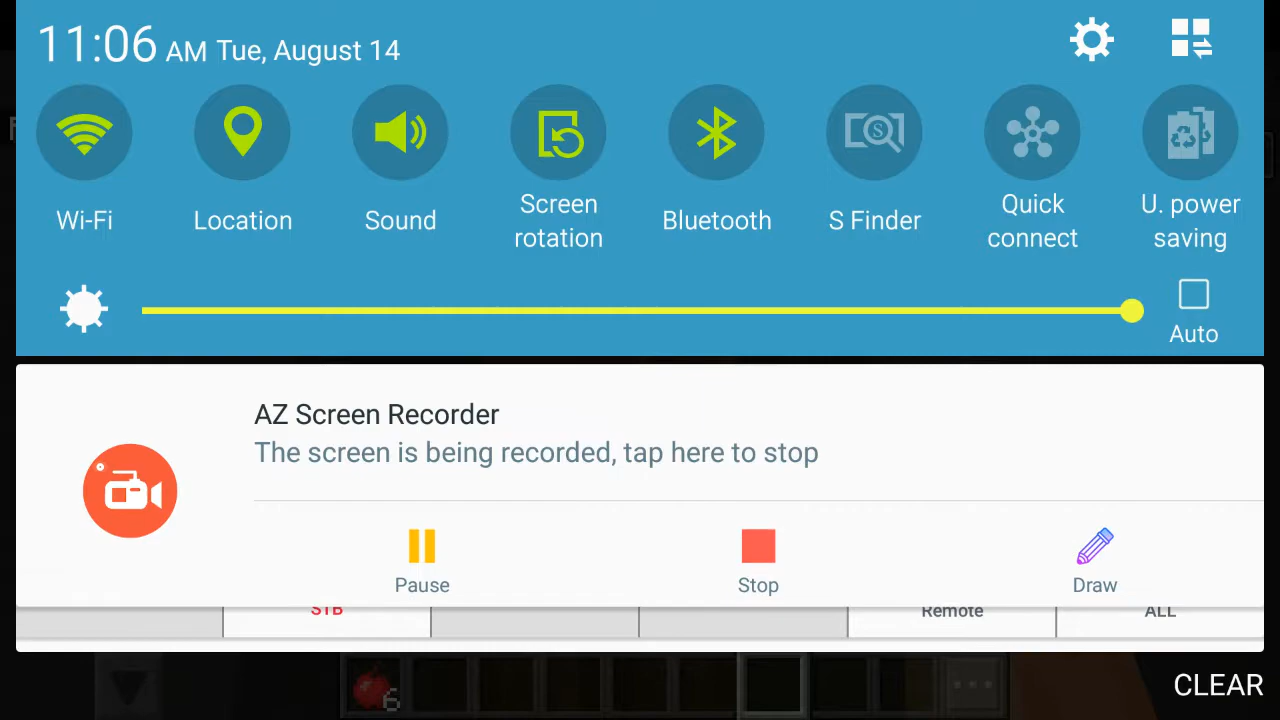 11:06 AM Tue, August 14
Wi-Fi
Location
Sound
Screen
rotation
Bluetooth
S Finder
Quick
connect
U. power
saving
Auto
AZ Screen Recorder
The screen is being recorded, tap here to stop
Pause
Stop
Draw
STB
Remote
ALL
6
CLEAR